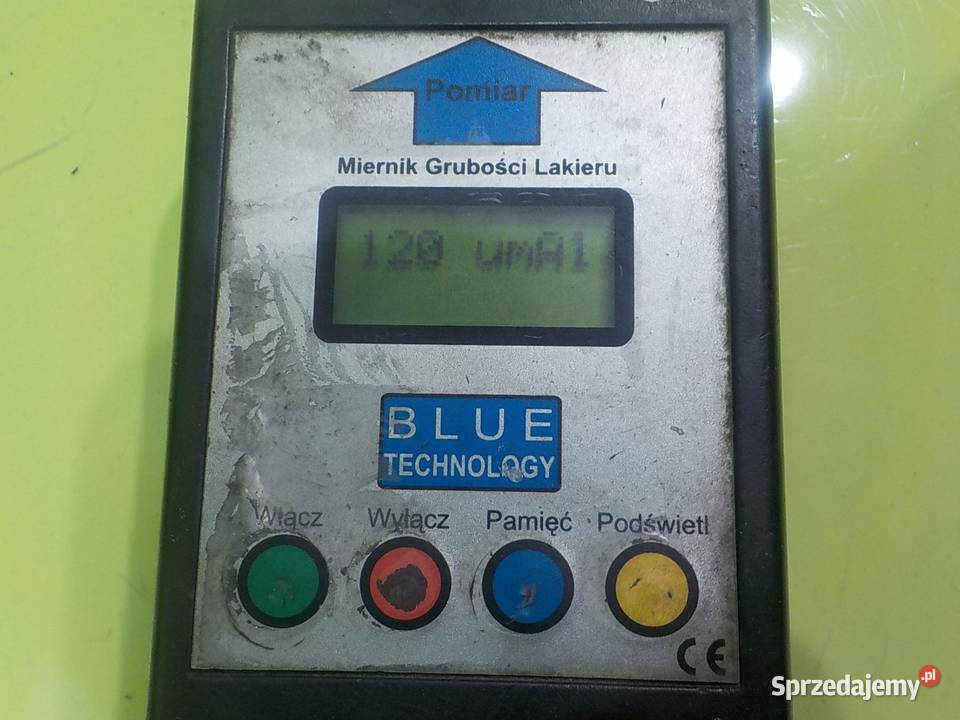 Pomiar
Miernik Grubości Lakieru
120 umAl
BLUE
TECHNOLOGY
Włącz Wyłącz Pamięć Podświetl
CE
Sprzedajemy.pl